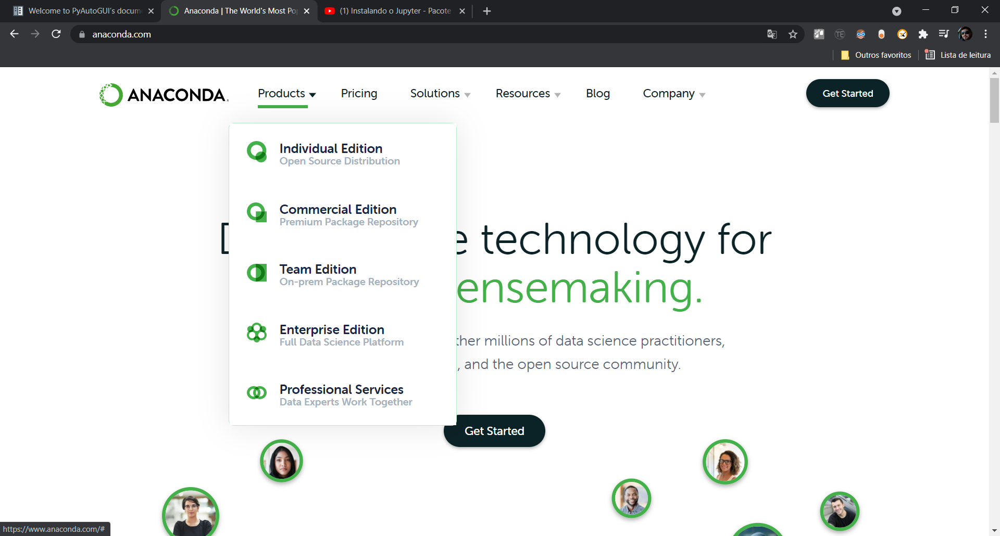 Welcome to PyAutoGUI's docum
Anaconda | The World's Most Po
(1) Instalando o Jupyter - Pacote
anaconda.com
TE
Outros favoritos
Lista de leitura
ANACONDA.
Products
Pricing
Solutions
Resources
Blog
Company
Get Started
Individual Edition
Open Source Distribution
Commercial Edition
Premium Package Repository
Team Edition
On-prem Package Repository
Enterprise Edition
Full Data Science Platform
Professional Services
Data Experts Work Together
e technology for
ensemaking.
ther millions of data science practitioners,
, and the open source community.
Get Started
https://www.anaconda.com/#